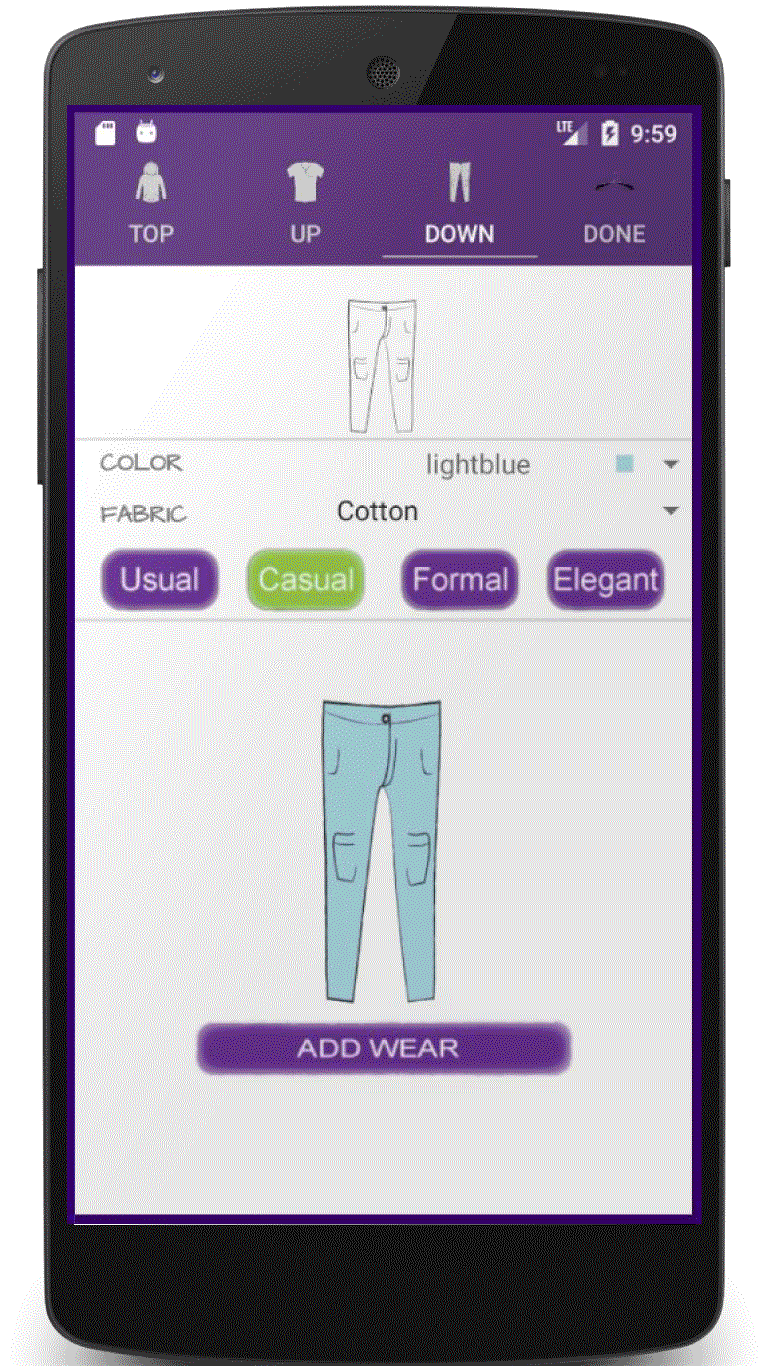 LTE 9:59
TOP UP DOWN DONE
COLOR lightblue
FABRIC Cotton
Usual Casual Formal Elegant
ADD WEAR